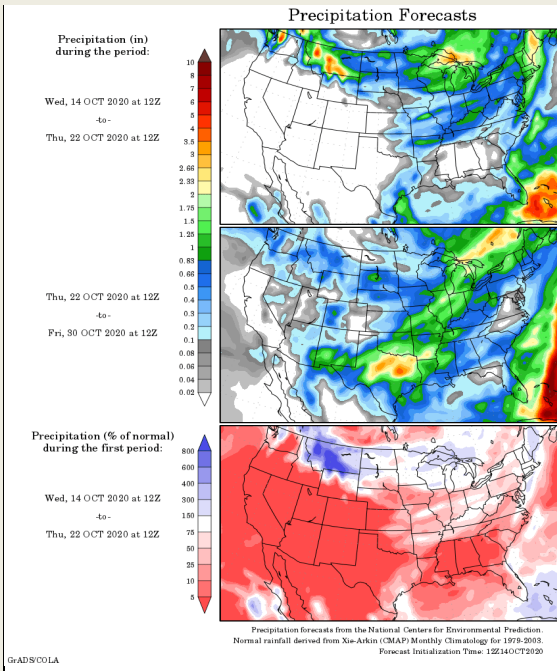 Precipitation Forecasts
Precipitation (in)
during the period:
Wed, 14 OCT 2020 at 12Z
-to-
Thu, 22 OCT 2020 at 12Z
10
8
7
6
5
4
3.5
3
2.66
2.33
2
1.75
1.5
1.25
1
0.83
0.66
0.5
0.4
0.3
0.2
0.1
0.08
0.06
0.04
0.02
Thu, 22 OCT 2020 at 12Z
-to-
Fri, 30 OCT 2020 at 12Z
Precipitation (% of normal)
during the first period:
Wed, 14 OCT 2020 at 12Z
-to-
Thu, 22 OCT 2020 at 12Z
800
600
400
300
150
75
50
25
10
5
Precipitation forecasts from the National Centers for Environmental Prediction.
Normal rainfall derived from Xie-Arkin (CMAP) Monthly Climatology for 1979-2003.
Forecast Initialization Time: 12Z14OCT2020
GrADS/COLA